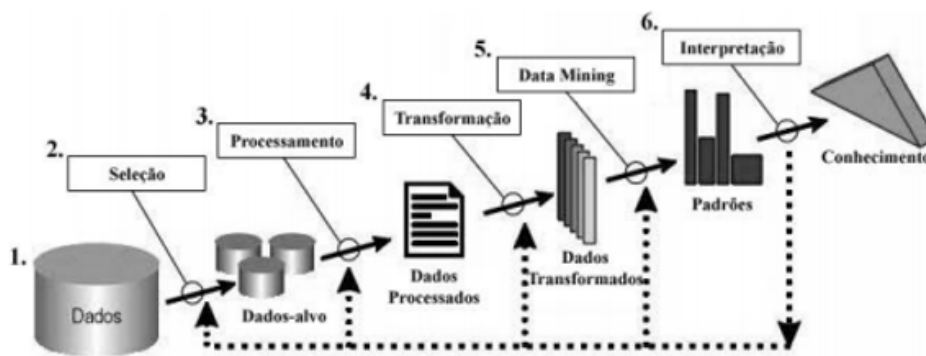 1.
Dados
2.
Seleção
Dados-alvo
3.
Processamento
Dados
Processados
4.
Transformação
Dados
Transformados
5.
Data Mining
Padrões
6.
Interpretação
Conhecimento